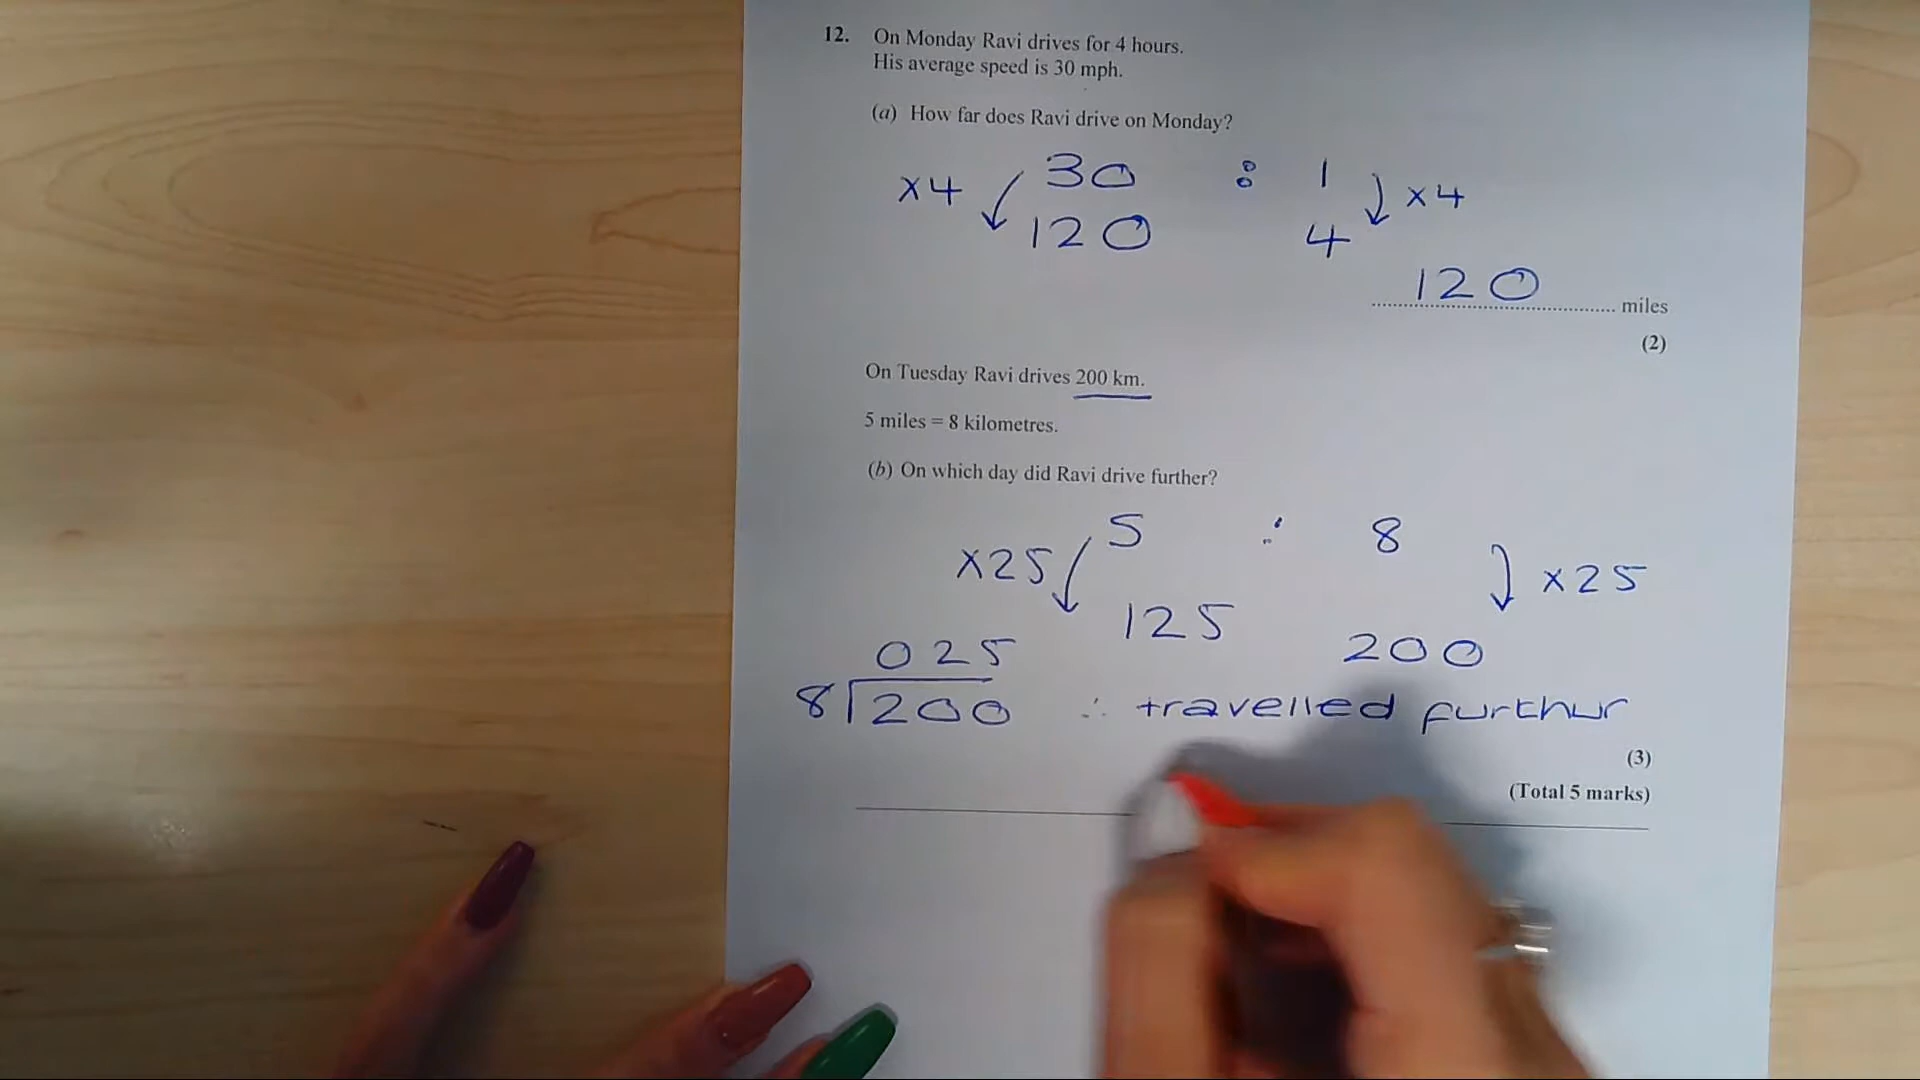 12. On Monday Ravi drives for 4 hours.
His average speed is 30 mph.
(a) How far does Ravi drive on Monday?
x4 30 : 1 x4
120 4
120 miles
(2)
On Tuesday Ravi drives 200 km.
5 miles = 8 kilometres.
(b) On which day did Ravi drive further?
5 : 8
x25 x25
125 200
025
8 200 ∴ travelled further
(3)
(Total 5 marks)